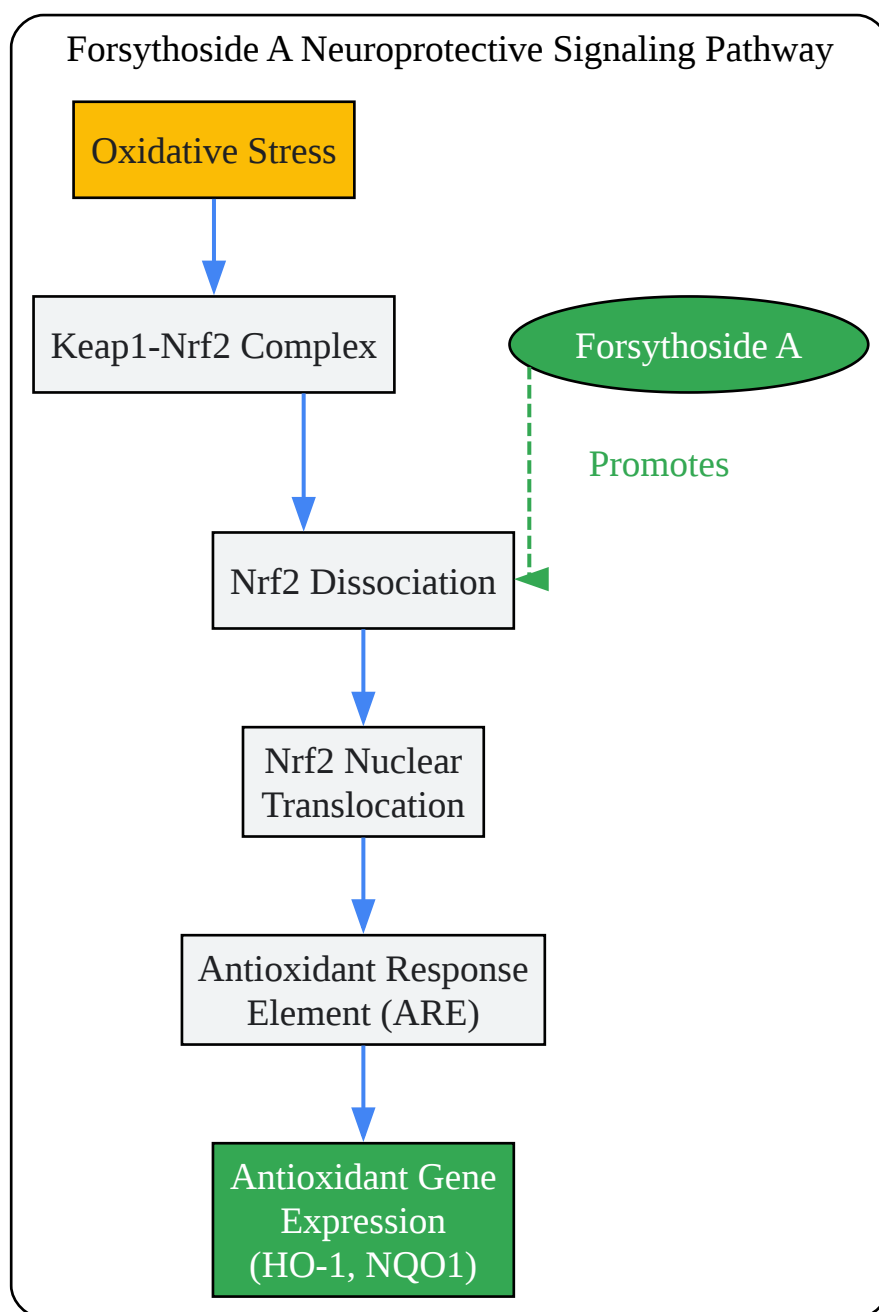 Forsythoside A Neuroprotective Signaling Pathway
Oxidative Stress
Keap1-Nrf2 Complex
Forsythoside A
Promotes
Nrf2 Dissociation
Nrf2 Nuclear
Translocation
Antioxidant Response
Element (ARE)
Antioxidant Gene
Expression
(HO-1, NQO1)